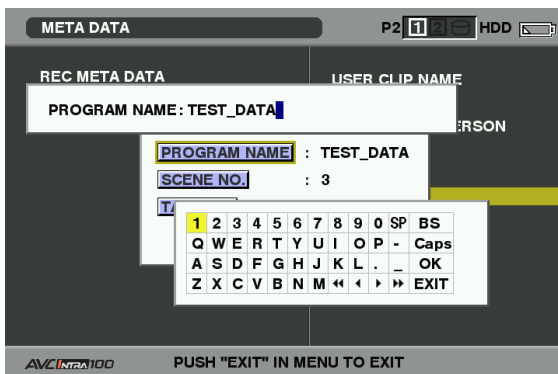 META DATA
P2 1 2 HDD
REC META DATA
USER CLIP NAME
PROGRAM NAME: TEST_DATA
ERSON
PROGRAM NAME : TEST_DATA
SCENE NO. : 3
1 2 3 4 5 6 7 8 9 0 SP BS
Q W E R T Y U I O P - Caps
A S D F G H J K L . _ OK
Z X C V B N M EXIT
AVC INTRA 100
PUSH "EXIT" IN MENU TO EXIT